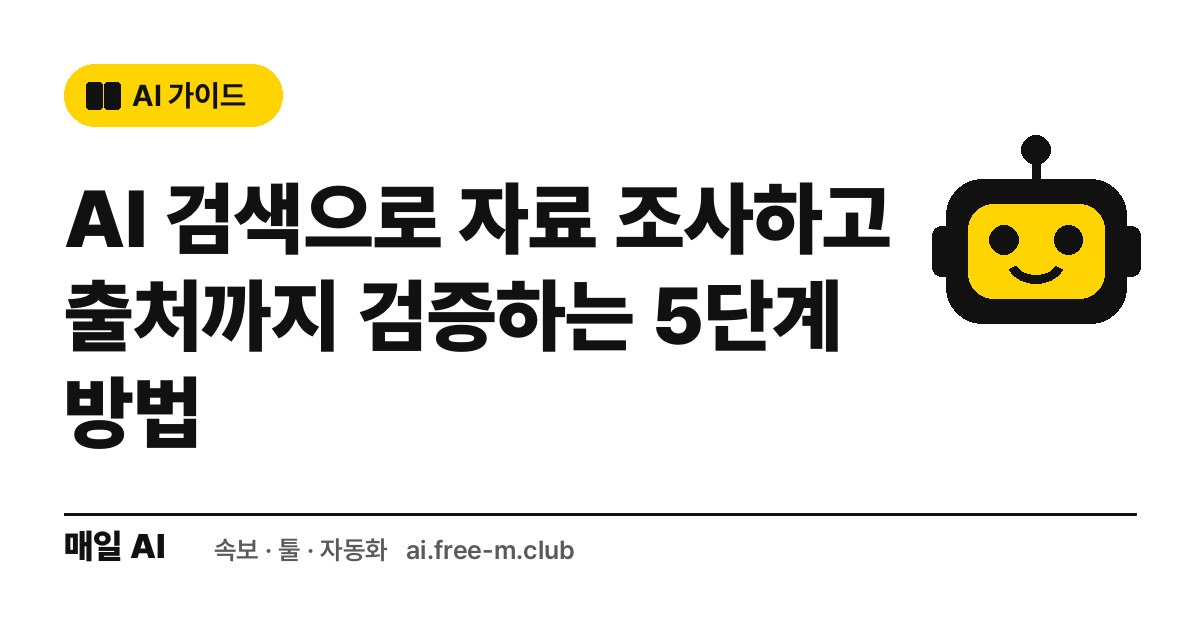 AI 가이드
AI 검색으로 자료 조사하고
출처까지 검증하는 5단계
방법
매일 AI 속보 · 툴 · 자동화 ai.free-m.club